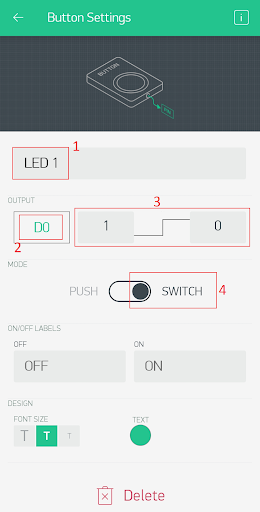 Button Settings
i
BUTTON
PIN
1
LED 1
3
OUTPUT
D0
1
0
2
MODE
PUSH
SWITCH
4
ON/OFF LABELS
OFF
ON
OFF
ON
DESIGN
FONT SIZE
TEXT
T T T
Delete